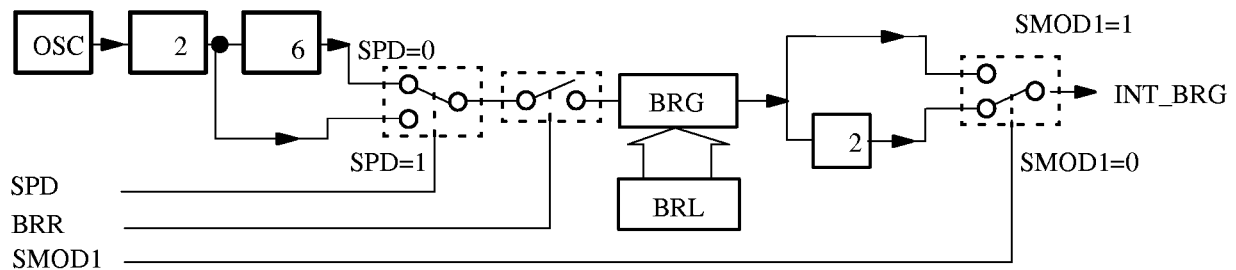 SMOD1=1
OSC
2
6
SPD=0
BRG
INT_BRG
2
SPD=1
SMOD1=0
SPD
BRL
BRR
SMOD1